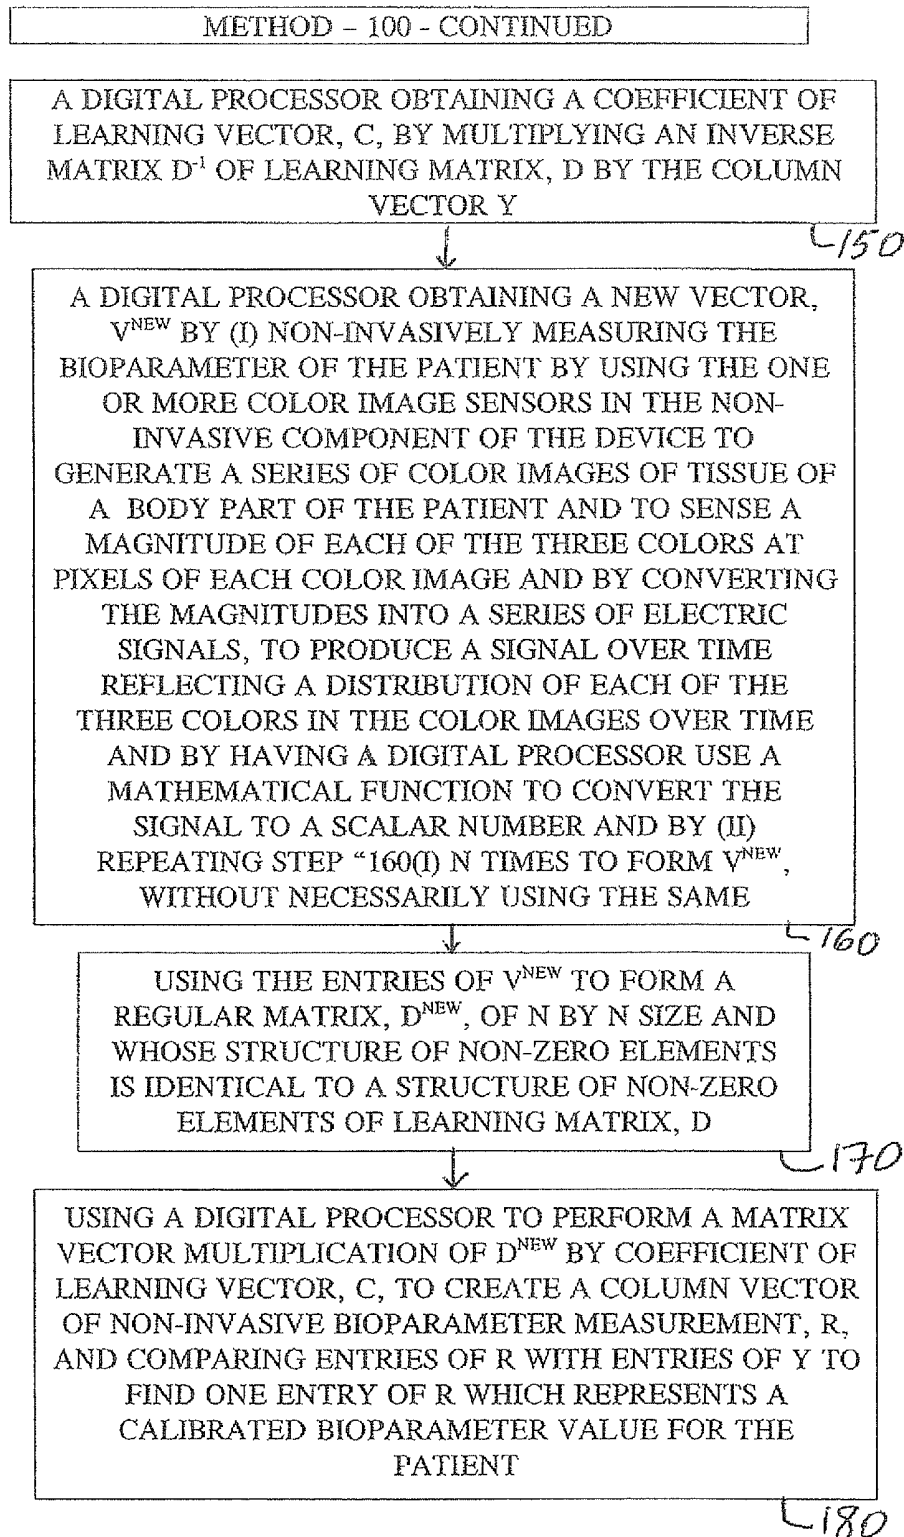 METHOD – 100 - CONTINUED
A DIGITAL PROCESSOR OBTAINING A COEFFICIENT OF
LEARNING VECTOR, C, BY MULTIPLYING AN INVERSE
MATRIX D⁻¹ OF LEARNING MATRIX, D BY THE COLUMN
VECTOR Y
150
A DIGITAL PROCESSOR OBTAINING A NEW VECTOR,
V^NEW BY (I) NON-INVASIVELY MEASURING THE
BIOPARAMETER OF THE PATIENT BY USING THE ONE
OR MORE COLOR IMAGE SENSORS IN THE NON-
INVASIVE COMPONENT OF THE DEVICE TO
GENERATE A SERIES OF COLOR IMAGES OF TISSUE OF
A BODY PART OF THE PATIENT AND TO SENSE A
MAGNITUDE OF EACH OF THE THREE COLORS AT
PIXELS OF EACH COLOR IMAGE AND BY CONVERTING
THE MAGNITUDES INTO A SERIES OF ELECTRIC
SIGNALS, TO PRODUCE A SIGNAL OVER TIME
REFLECTING A DISTRIBUTION OF EACH OF THE
THREE COLORS IN THE COLOR IMAGES OVER TIME
AND BY HAVING A DIGITAL PROCESSOR USE A
MATHEMATICAL FUNCTION TO CONVERT THE
SIGNAL TO A SCALAR NUMBER AND BY (II)
REPEATING STEP “160(I) N TIMES TO FORM V^NEW,
WITHOUT NECESSARILY USING THE SAME
160
USING THE ENTRIES OF V^NEW TO FORM A
REGULAR MATRIX, D^NEW, OF N BY N SIZE AND
WHOSE STRUCTURE OF NON-ZERO ELEMENTS
IS IDENTICAL TO A STRUCTURE OF NON-ZERO
ELEMENTS OF LEARNING MATRIX, D
170
USING A DIGITAL PROCESSOR TO PERFORM A MATRIX
VECTOR MULTIPLICATION OF D^NEW BY COEFFICIENT OF
LEARNING VECTOR, C, TO CREATE A COLUMN VECTOR
OF NON-INVASIVE BIOPARAMETER MEASUREMENT, R,
AND COMPARING ENTRIES OF R WITH ENTRIES OF Y TO
FIND ONE ENTRY OF R WHICH REPRESENTS A
CALIBRATED BIOPARAMETER VALUE FOR THE
PATIENT
180